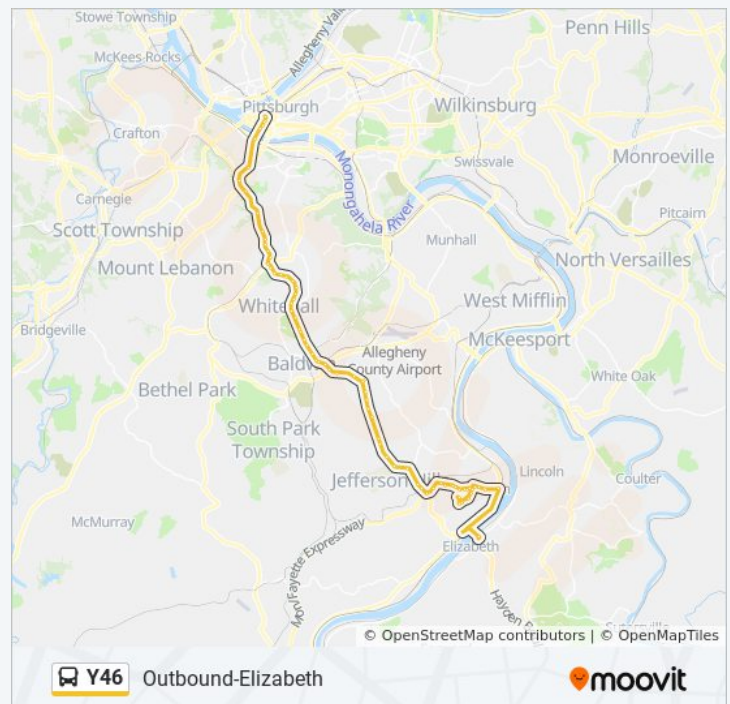 Stowe Township
Penn Hills
McKees Rocks
Allegheny Vall
Pittsburgh
Wilkinsburg
Crafton
Monroeville
Swissvale
Carnegie
Monongahela River
Pitcairn
Scott Township
Munhall
Mount Lebanon
North Versailles
West Mifflin
Whitehall
Bridgeville
McKeesport
Allegheny
County Airport
Baldwin
White Oak
Bethel Park
South Park
Township
Lincoln
Jefferson Hills
Coulter
McMurray
Mon/Fayette Expressway
Elizabeth
Hayden
Sutersville
© OpenStreetMap contributors | © OpenMapTiles
Y46 Outbound-Elizabeth
moovit